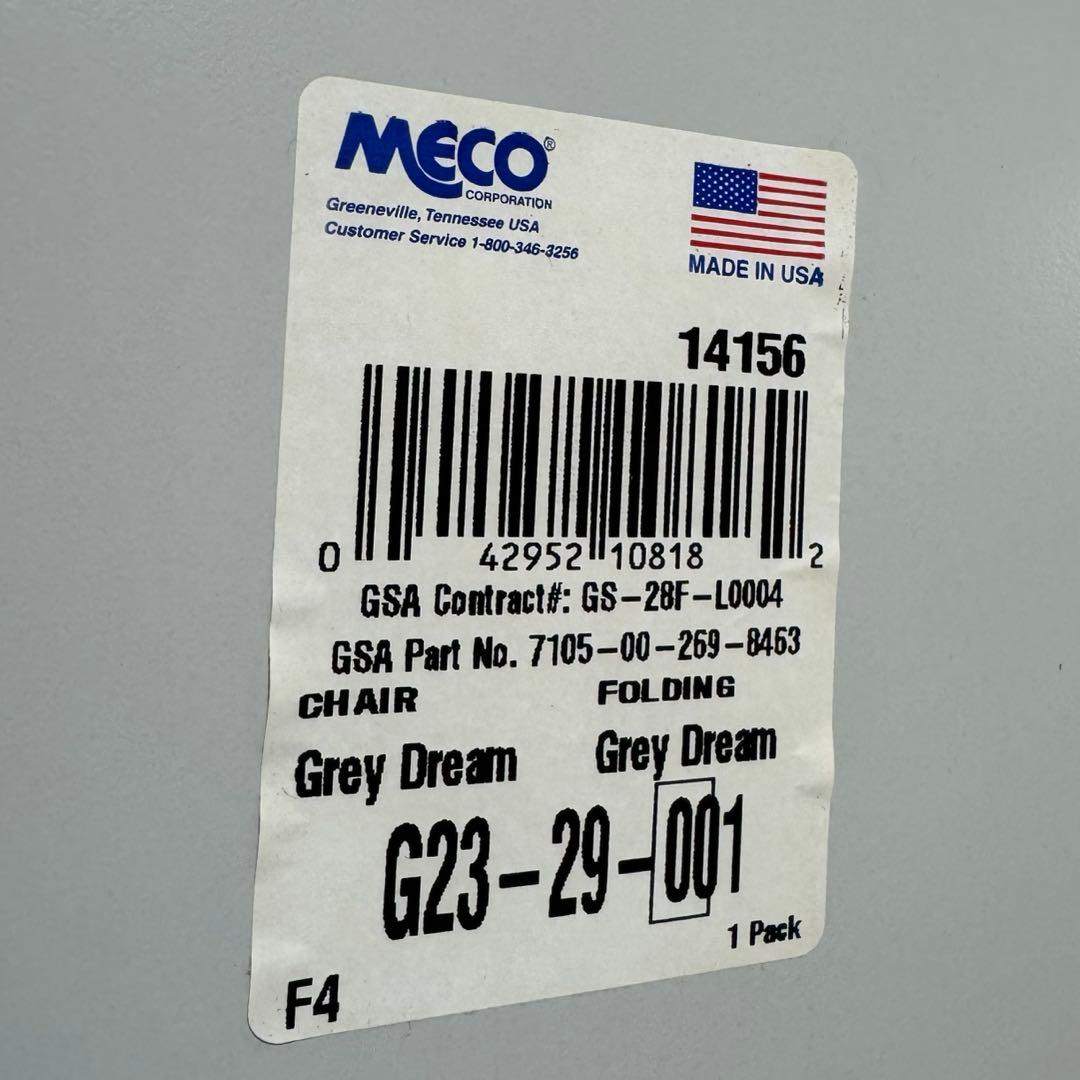 MECO®
CORPORATION
Greeneville, Tennessee USA
Customer Service 1-800-346-3256
MADE IN USA
14156
0 42952 10818 2
GSA Contract#: GS-28F-L0004
GSA Part No. 7105-00-269-8463
CHAIR FOLDING
Grey Dream Grey Dream
G23-29-001
1 Pack
F4